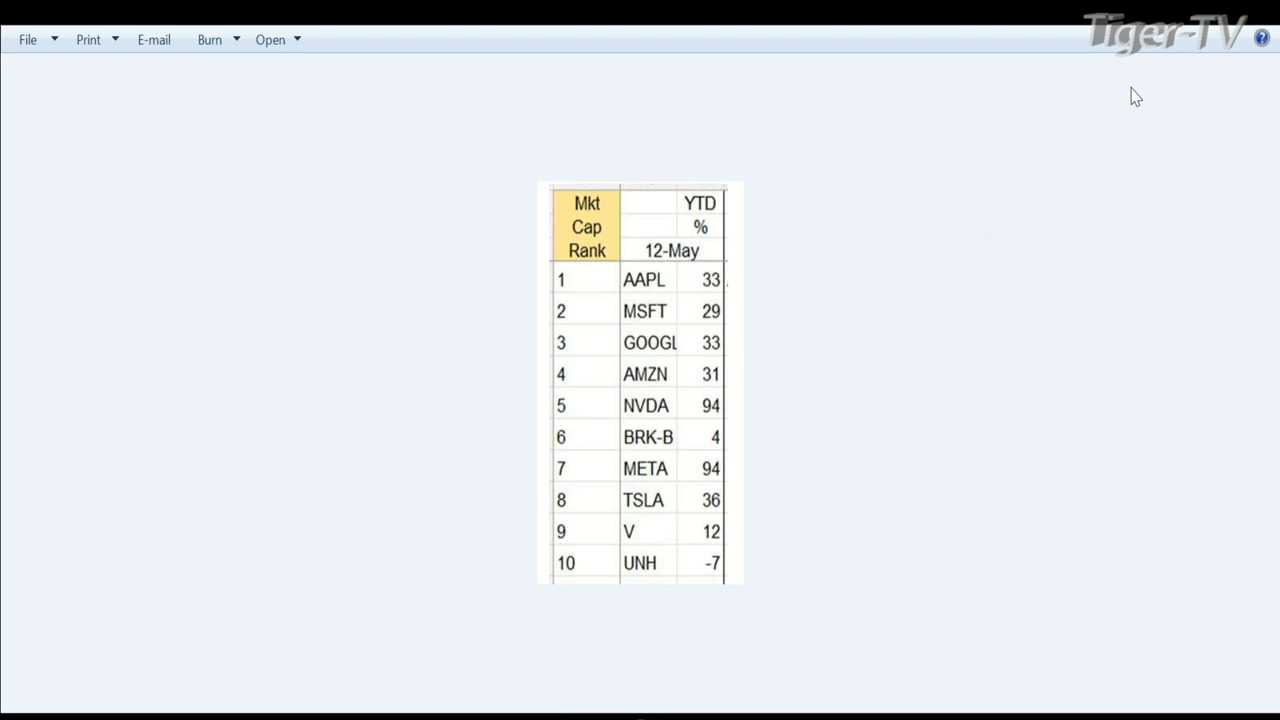 Tiger-TV
File Print E-mail Burn Open
Mkt YTD
Cap %
Rank 12-May
1 AAPL 33
2 MSFT 29
3 GOOGL 33
4 AMZN 31
5 NVDA 94
6 BRK-B 4
7 META 94
8 TSLA 36
9 V 12
10 UNH -7